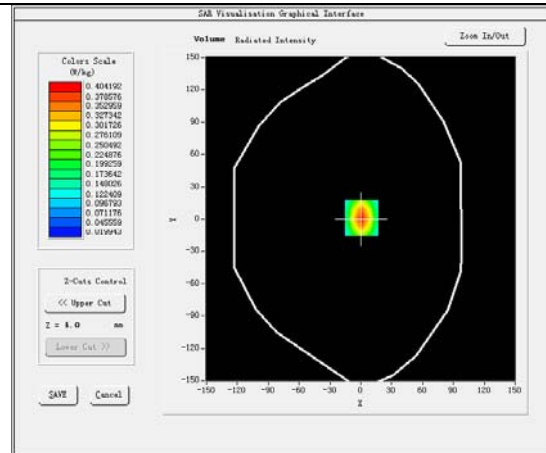 SAR Visualisation Graphical Interface
Volume Radiated Intensity
Zoom In/Out
Colors Scale
(W/kg)
0.404192
0.378576
0.352959
0.327342
0.301726
0.276109
0.250492
0.224876
0.199259
0.173642
0.148026
0.122409
0.096793
0.071176
0.045559
0.019943
150
120
90
60
30
0
-30
-60
-90
-120
-150
Y
-150 -120 -90 -60 -30 0 30 60 90 120 150
X
Z-Cuts Control
<< Upper Cut
Z = 4.0 mm
Lower Cut >>
SAVE Cancel